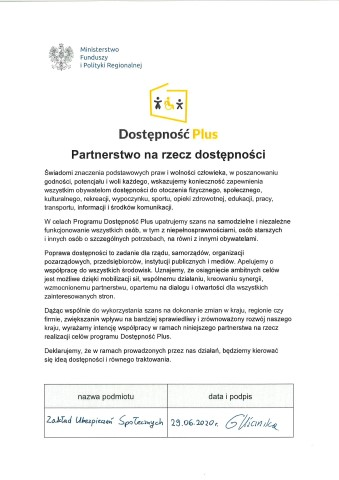 Ministerstwo
Funduszy
i Polityki Regionalnej
Dostępność Plus
Partnerstwo na rzecz dostępności
Świadomi znaczenia podstawowych praw i wolności człowieka, w poszanowaniu
godności, potencjału i woli każdego, wskazujemy konieczność zapewnienia
wszystkim obywatelom dostępności do otoczenia fizycznego, społecznego,
kulturalnego, rekreacji, wypoczynku, sportu, opieki zdrowotnej, edukacji, pracy,
transportu, informacji i środków komunikacji.
W celach Programu Dostępność Plus upatrujemy szans na samodzielne i niezależne
funkcjonowanie wszystkich osób, w tym z niepełnosprawnościami, osób starszych
i innych osób o szczególnych potrzebach, na równi z innymi obywatelami.
Poprawa dostępności to zadanie dla rządu, samorządów, organizacji
pozarządowych, przedsiębiorców, instytucji publicznych i mediów. Apelujemy o
współpracę do wszystkich środowisk. Uznajemy, że osiągnięcie ambitnych celów
jest możliwe dzięki mobilizacji sił, wspólnemu działaniu, kreowaniu synergii,
wzmocnionemu partnerstwu, opartemu na dialogu i otwartości dla wszystkich
zainteresowanych stron.
Dążąc wspólnie do wykorzystania szans na dokonanie zmian w kraju, regionie czy
firmie, zwiększania wpływu na bardziej sprawiedliwy i zrównoważony rozwój naszego
kraju, wyrażamy intencję współpracy w ramach niniejszego partnerstwa na rzecz
realizacji celów programu Dostępność Plus.
Deklarujemy, że w ramach prowadzonych przez nas działań, będziemy kierować
się ideą dostępności i równego traktowania.
nazwa podmiotu data i podpis
Zakład Ubezpieczeń Społecznych 29.06.2020r.